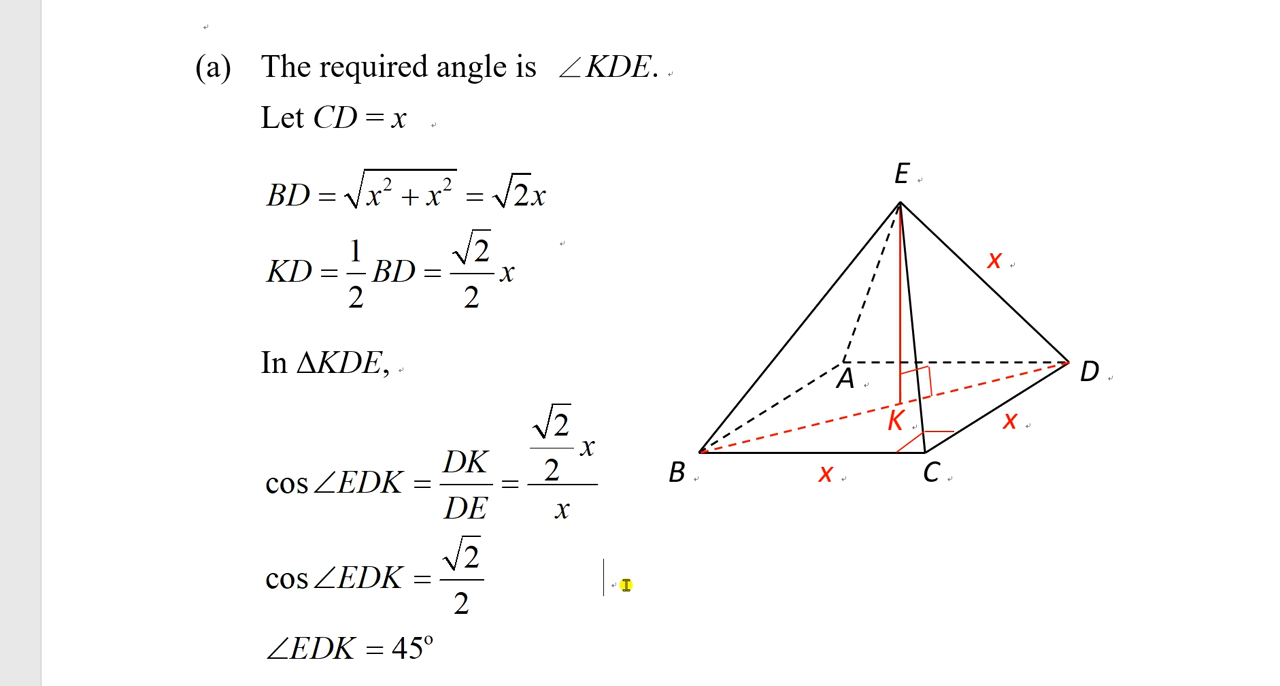 (a) The required angle is ∠KDE.
Let CD = x
BD = √(x² + x²) = √2x
KD = 1/2 BD = √2/2 x
In ΔKDE,
cos∠EDK = DK/DE = (√2/2 x)/x
cos∠EDK = √2/2
∠EDK = 45°
E
x
A
D
K
x
B
x
C